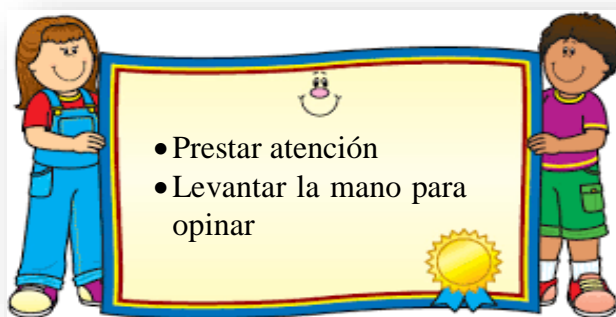 • Prestar atención
• Levantar la mano para
opinar